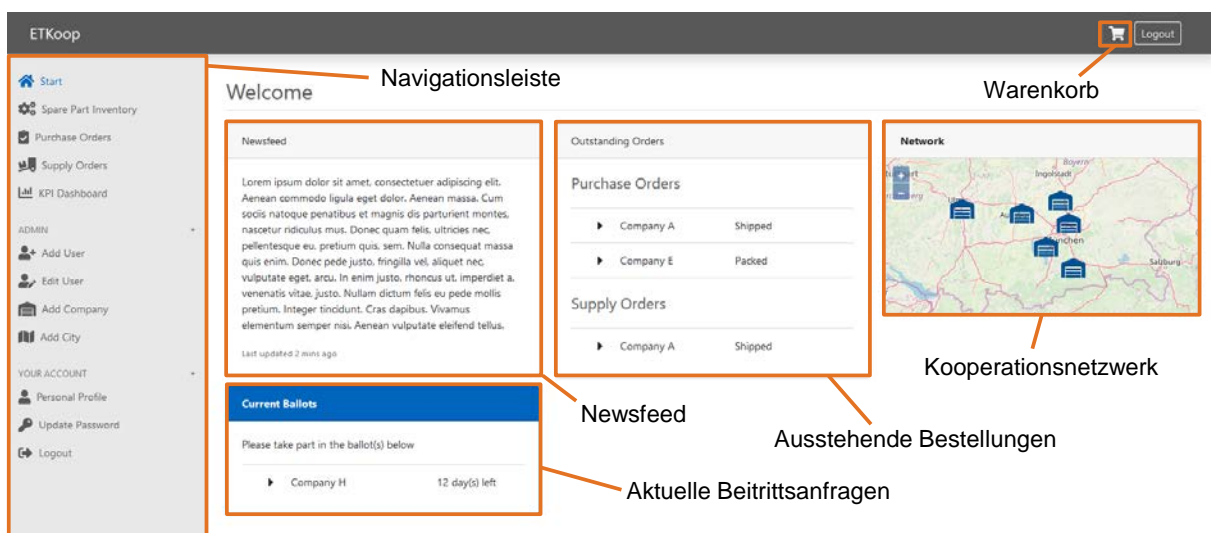 ETKoop
Logout
Navigationsleiste
Warenkorb
Start
Spare Part Inventory
Purchase Orders
Supply Orders
KPI Dashboard
ADMIN
Add User
Edit User
Add Company
Add City
YOUR ACCOUNT
Personal Profile
Update Password
Logout
Welcome
Newsfeed
Lorem ipsum dolor sit amet, consectetuer adipiscing elit.
Aenean commodo ligula eget dolor. Aenean massa. Cum
sociis natoque penatibus et magnis dis parturient montes,
nascetur ridiculus mus. Donec quam felis, ultricies nec,
pellentesque eu, pretium quis, sem. Nulla consequat massa
quis enim. Donec pede justo, fringilla vel, aliquet nec,
vulputate eget, arcu. In enim justo, rhoncus ut, imperdiet a,
venenatis vitae, justo. Nullam dictum felis eu pede mollis
pretium. Integer tincidunt. Cras dapibus. Vivamus
elementum semper nisi. Aenean vulputate eleifend tellus.
Last updated 2 mins ago
Outstanding Orders
Purchase Orders
Company A Shipped
Company E Packed
Supply Orders
Company A Shipped
Network
Bayern
Ingolstadt
Salzburg
Kooperationsnetzwerk
Newsfeed
Ausstehende Bestellungen
Current Ballots
Please take part in the ballot(s) below
Company H 12 day(s) left
Aktuelle Beitrittsanfragen